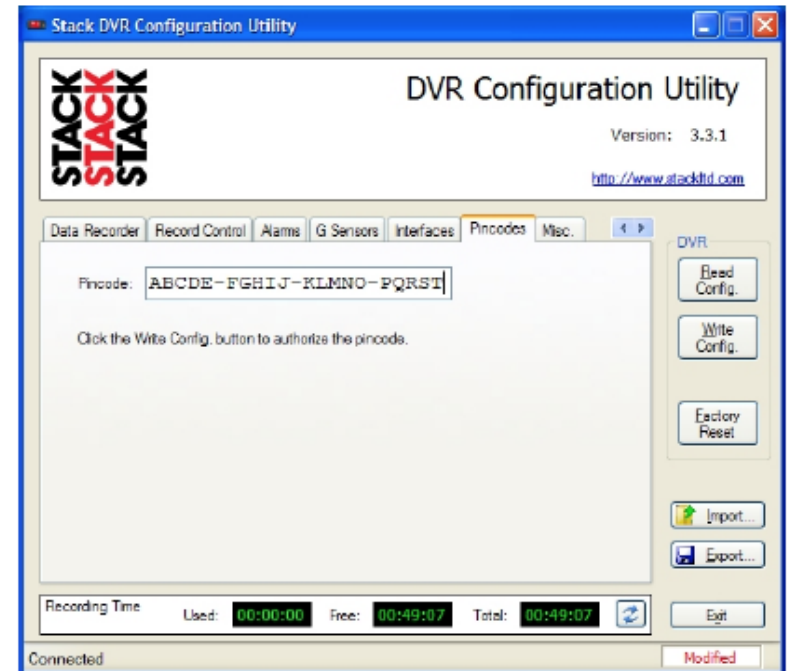 Stack DVR Configuration Utility
STACK
STACK
STACK
DVR Configuration Utility
Version: 3.3.1
http://www.stackltd.com
Data Recorder Record Control Alarms G Sensors Interfaces Pincodes Misc.
DVR
Pincode: ABCDE-FGHIJ-KLMNO-PQRST
Click the Write Config. button to authorize the pincode.
Read
Config.
Write
Config.
Factory
Reset
Import...
Export...
Recording Time Used: 00:00:00 Free: 00:49:07 Total: 00:49:07
Exit
Connected
Modified